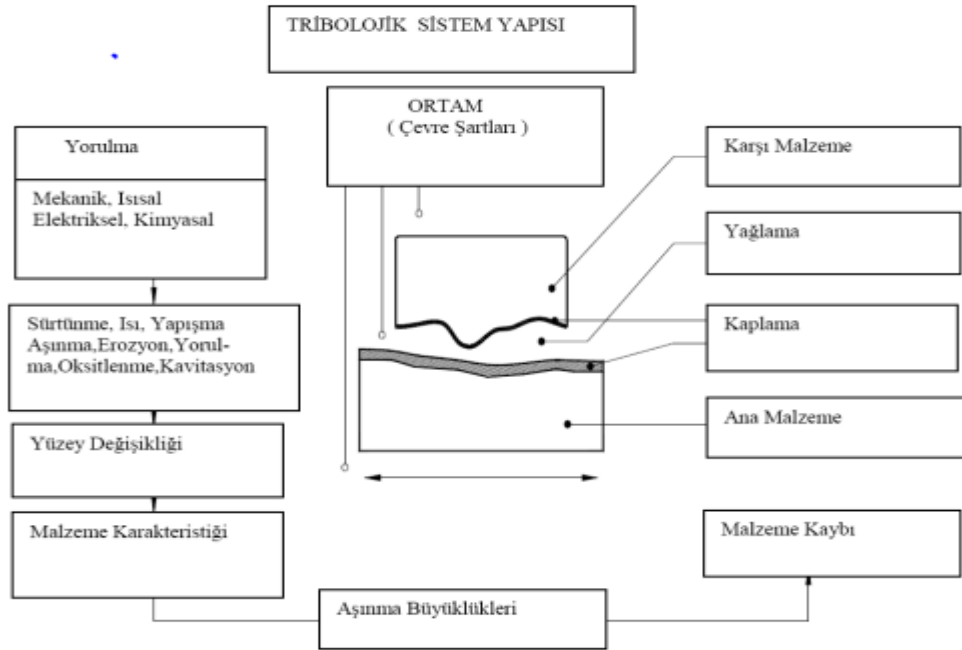 TRİBOLOJİK SİSTEM YAPISI
ORTAM
( Çevre Şartları )
Yorulma
Mekanik, Isısal
Elektriksel, Kimyasal
Sürtünme, Isı, Yapışma
Aşınma,Erozyon,Yorul-
ma,Oksitlenme,Kavitasyon
Yüzey Değişikliği
Malzeme Karakteristiği
Karşı Malzeme
Yağlama
Kaplama
Ana Malzeme
Malzeme Kaybı
Aşınma Büyüklükleri